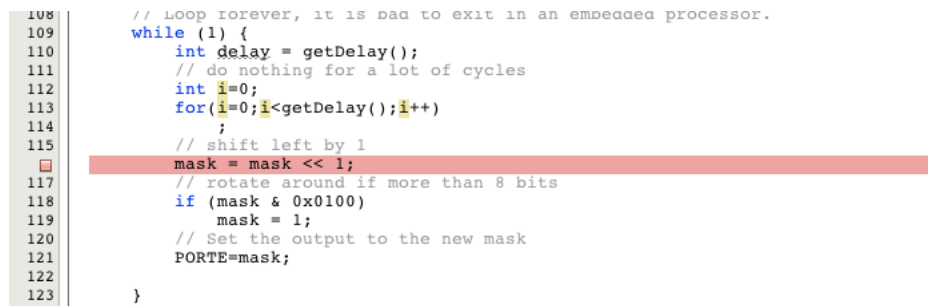 108 // Loop forever, it is bad to exit in an embedded processor.
109 while (1) {
110 int delay = getDelay();
111 // do nothing for a lot of cycles
112 int i=0;
113 for(i=0;i<getDelay();i++)
114 ;
115 // shift left by 1
mask = mask << 1;
117 // rotate around if more than 8 bits
118 if (mask & 0x0100)
119 mask = 1;
120 // Set the output to the new mask
121 PORTE=mask;
122
123 }